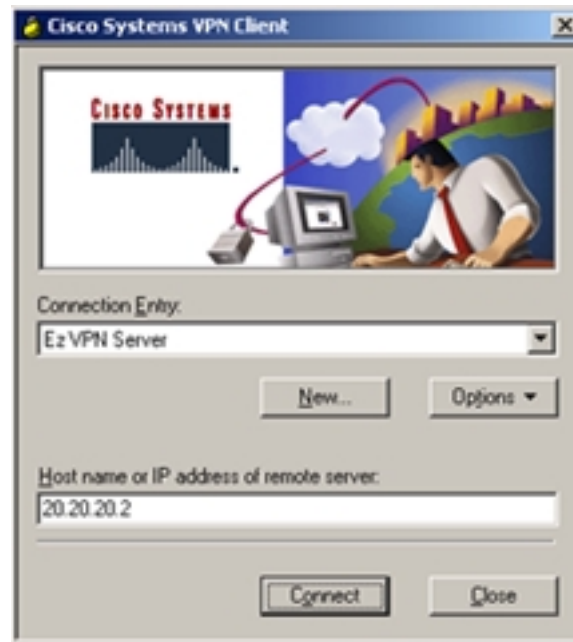 Cisco Systems VPN Client
CISCO SYSTEMS
Connection Entry:
Ez VPN Server
New...
Options
Host name or IP address of remote server:
20.20.20.2
Connect
Close